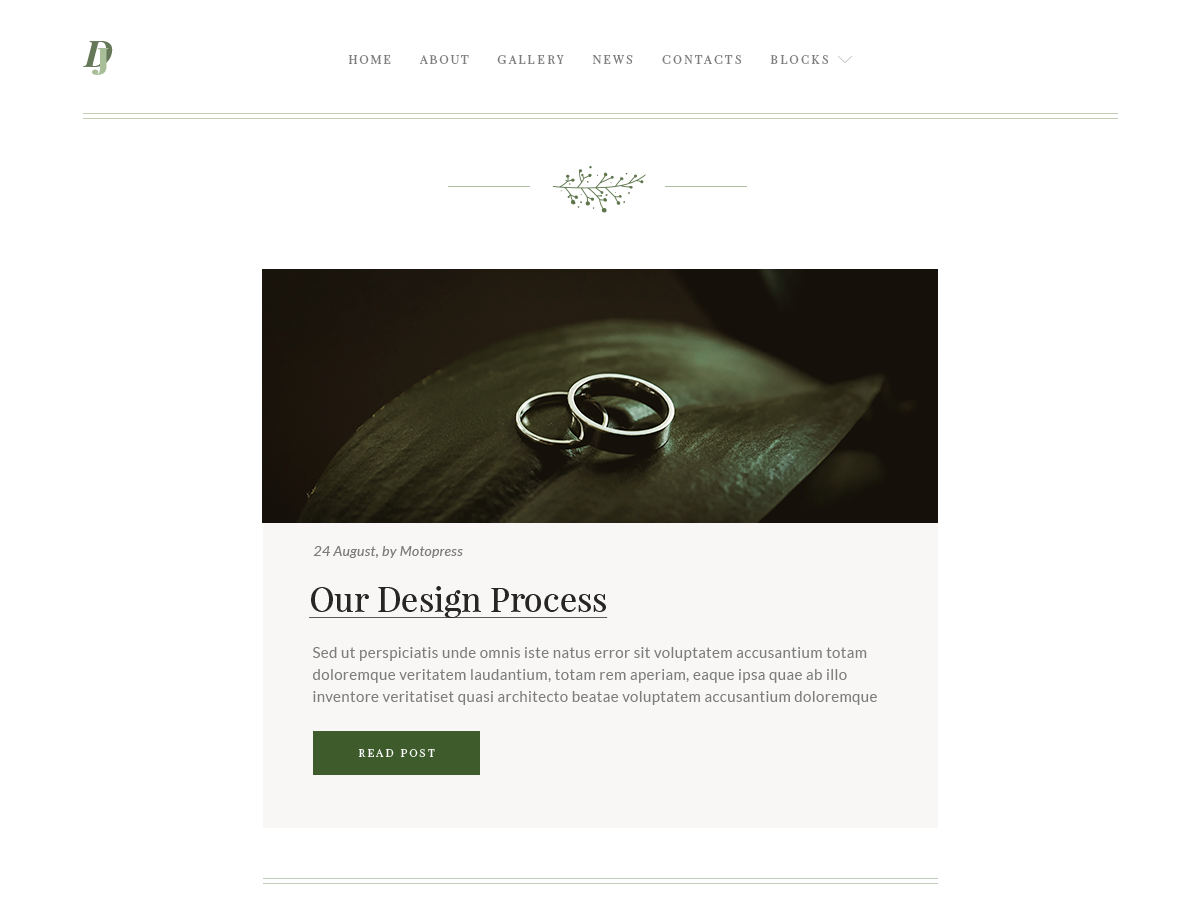 DJ
HOME ABOUT GALLERY NEWS CONTACTS BLOCKS
24 August, by Motopress
Our Design Process
Sed ut perspiciatis unde omnis iste natus error sit voluptatem accusantium totam
doloremque veritatem laudantium, totam rem aperiam, eaque ipsa quae ab illo
inventore veritatiset quasi architecto beatae voluptatem accusantium doloremque
READ POST